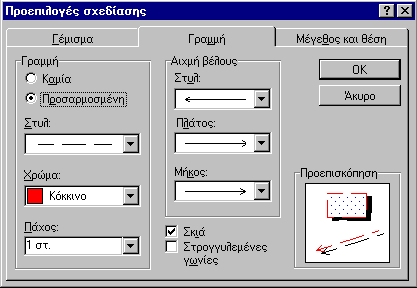 Προεπιλογές σχεδίασης
Γέμισμα
Γραμμή
Μέγεθος και θέση
Γραμμή
Καμία
Προσαρμοσμένη
Στυλ:
Χρώμα:
Κόκκινο
Πάχος:
1 στ.
Αιχμή βέλους
Στυλ:
Πλάτος:
Μήκος:
Σκιά
Στρογγυλεμένες
γωνίες
OK
Άκυρο
Προεπισκόπηση